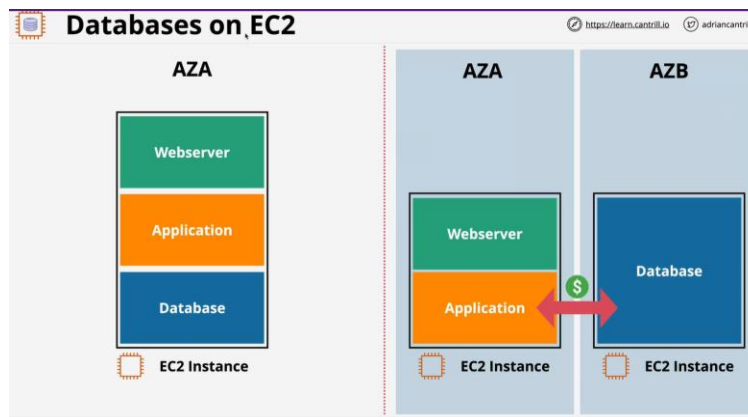 Databases on EC2
https://learn.cantrill.io
adriancantri
AZA
Webserver
Application
Database
EC2 Instance
AZA
AZB
Webserver
Application
$
Database
EC2 Instance
EC2 Instance